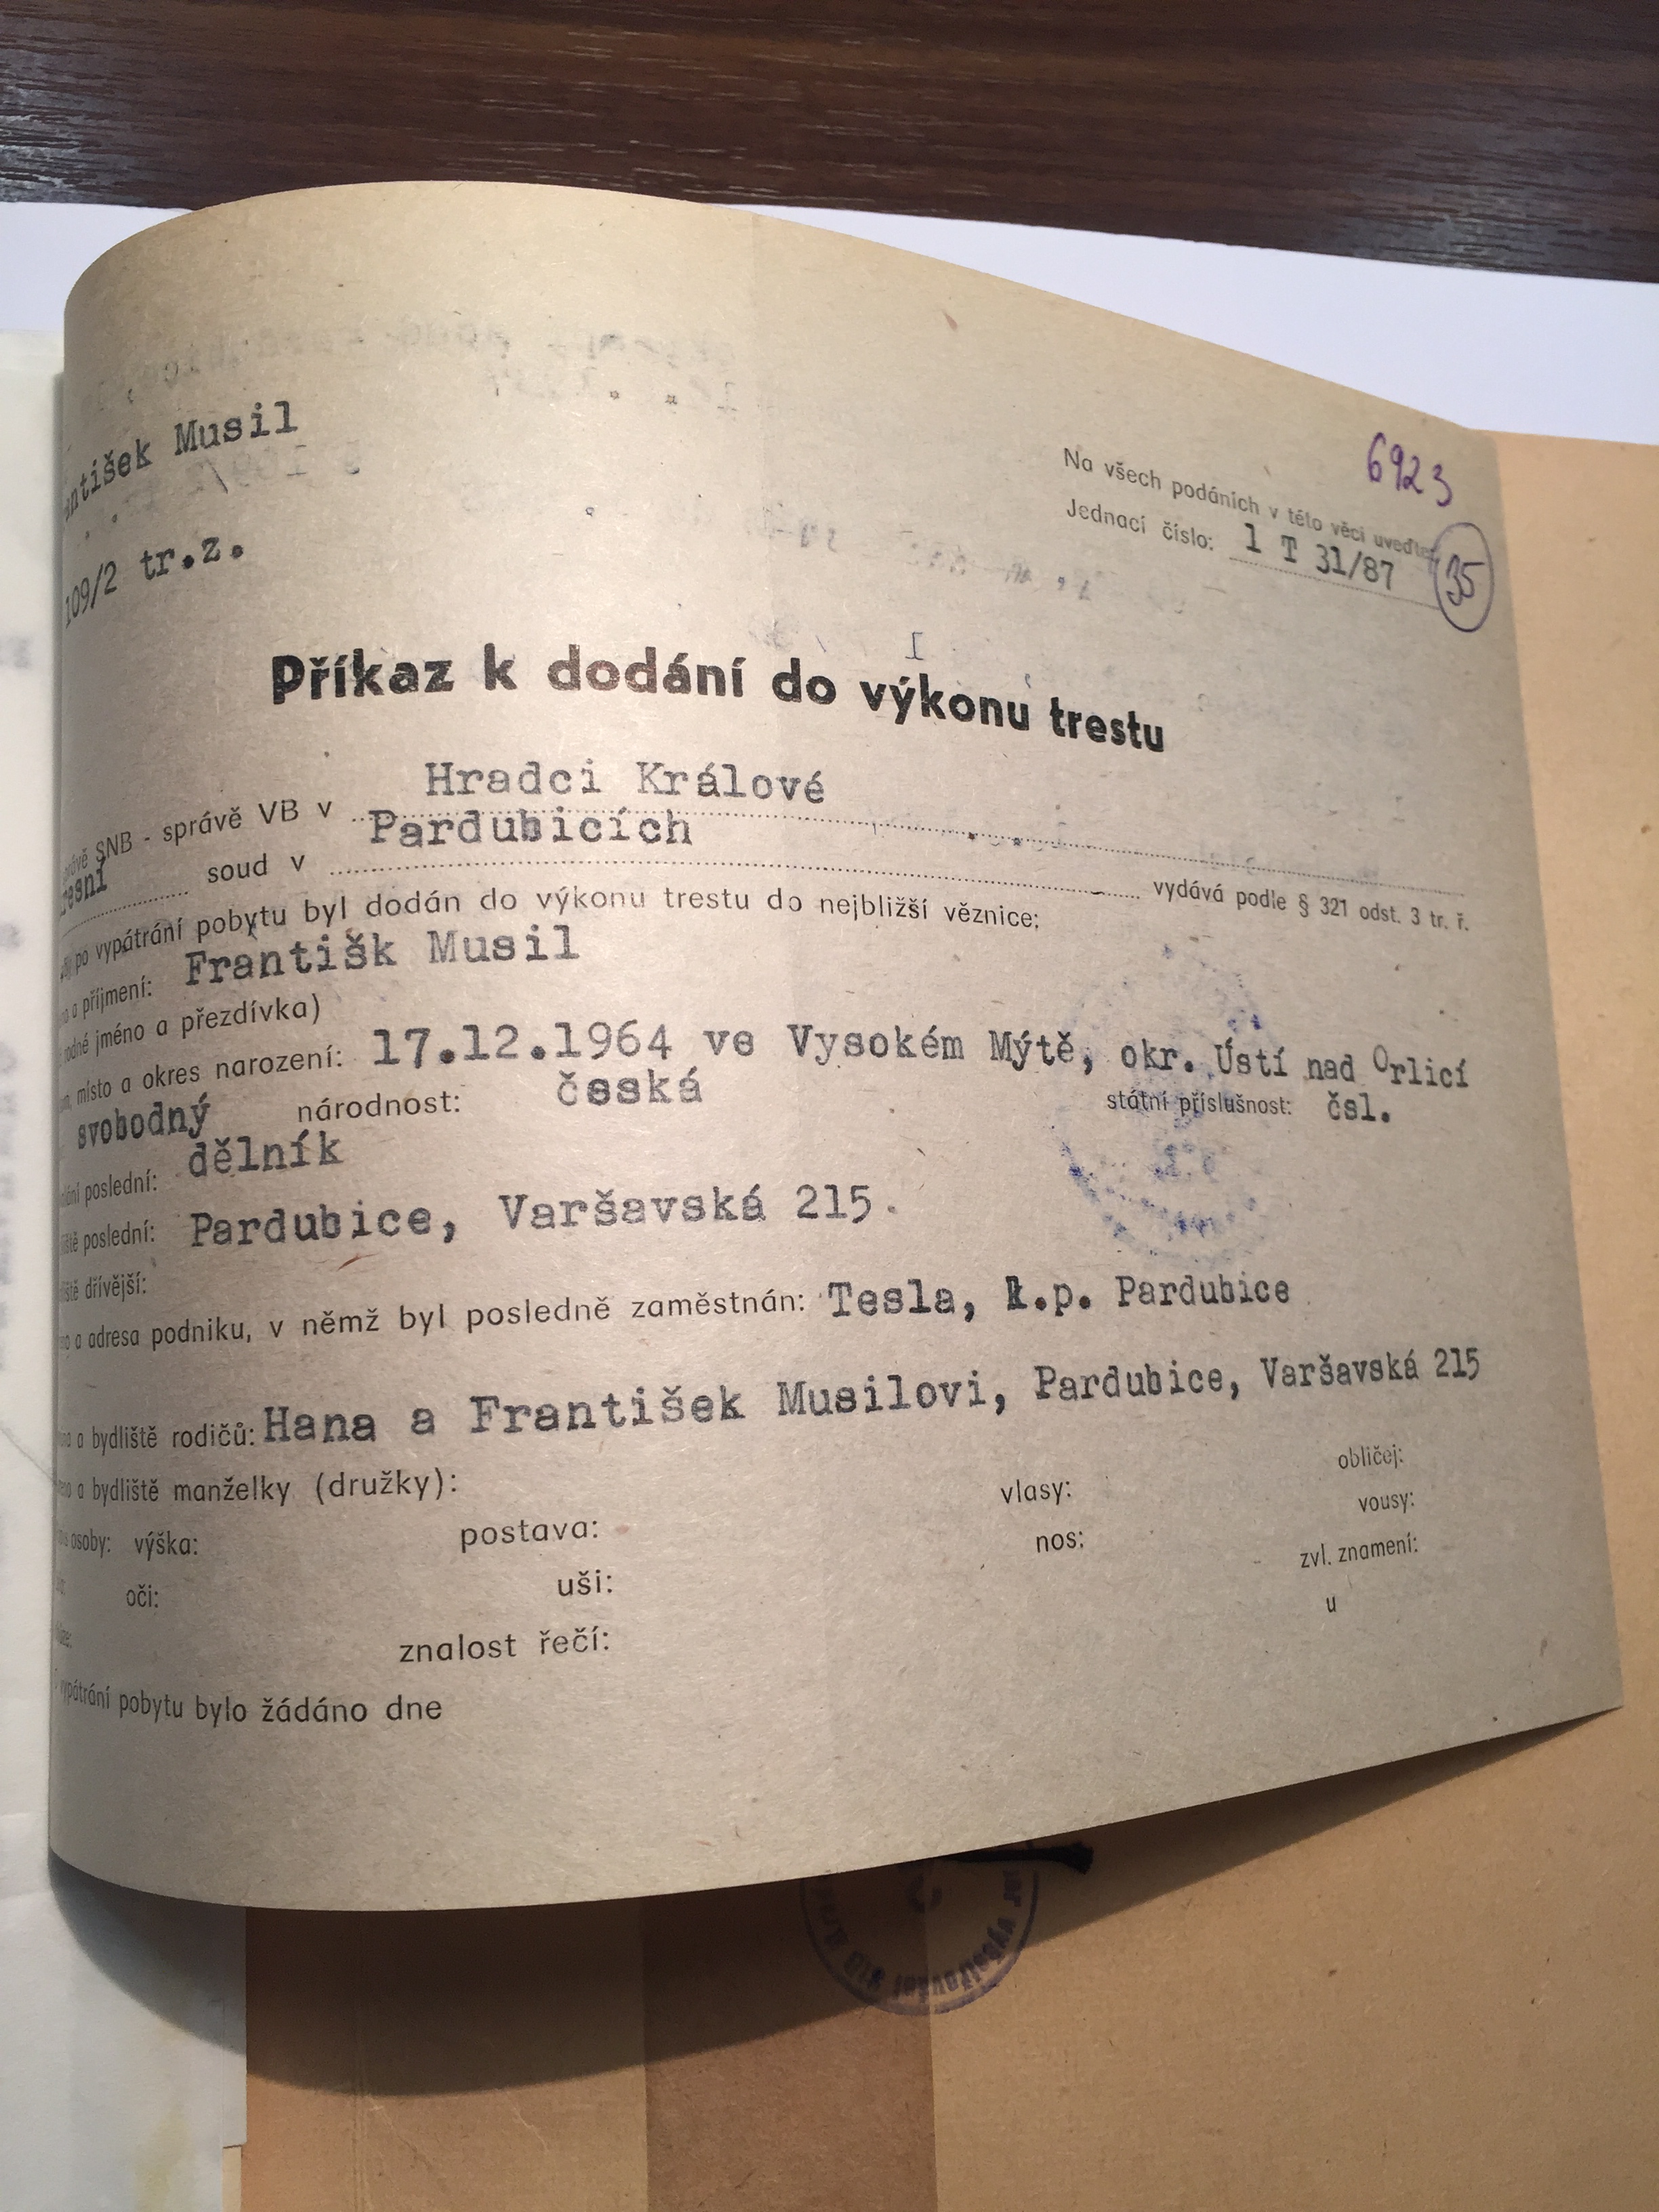 6923
Na všech podáních v této věci uveďte:
Jednací číslo: 1 T 31/87
35
antišek Musil
109/2 tr.z.
Příkaz k dodání do výkonu trestu
správě SNB - správě VB v Hradci Králové
resní soud v Pardubicích vydává podle § 321 odst. 3 tr. ř.
po vypátrání pobytu byl dodán do výkonu trestu do nejbližší věznice:
a příjmení: Františk Musil
rodné jméno a přezdívka)
místo a okres narození: 17.12.1964 ve Vysokém Mýtě, okr. Ústí nad Orlicí
svobodný národnost: česká státní příslušnost: čsl.
poslední: dělník
poslední: Pardubice, Varšavská 215.
dřívější:
a adresa podniku, v němž byl posledně zaměstnán: Tesla, k.p. Pardubice
a bydliště rodičů: Hana a František Musilovi, Pardubice, Varšavská 215
a bydliště manželky (družky):
osoby: výška: postava: vlasy: obličej:
oči: uši: nos: vousy:
znalost řečí: zvl. znamení:
u
vypátrání pobytu bylo žádáno dne